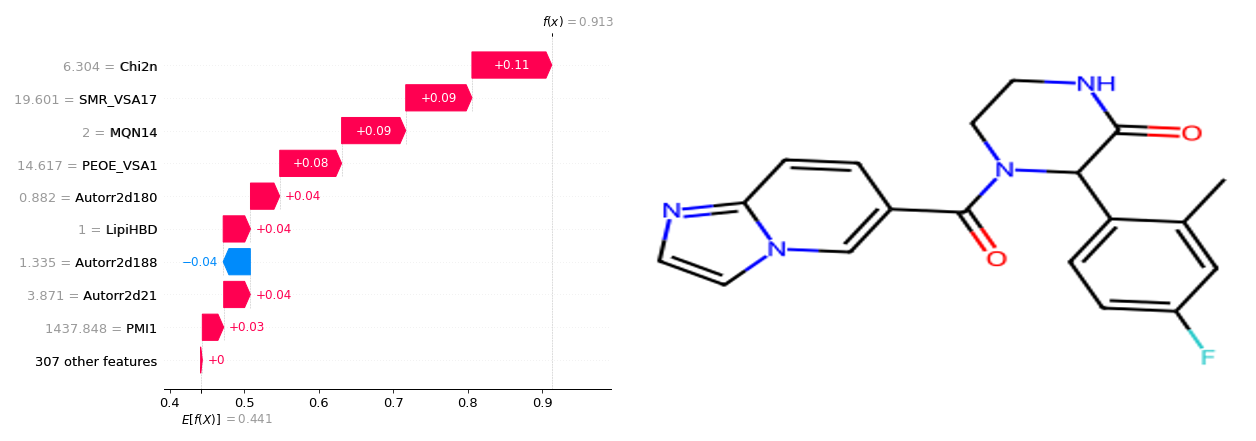 f(x) = 0.913
6.304 = Chi2n
+0.11
19.601 = SMR_VSA17
+0.09
2 = MQN14
+0.09
14.617 = PEOE_VSA1
+0.08
0.882 = Autorr2d180
+0.04
1 = LipiHBD
+0.04
1.335 = Autorr2d188
−0.04
3.871 = Autorr2d21
+0.04
1437.848 = PMI1
+0.03
307 other features
+0
0.4 0.5 0.6 0.7 0.8 0.9
E[f(X)] = 0.441
NH
O
N
N
N
O
F